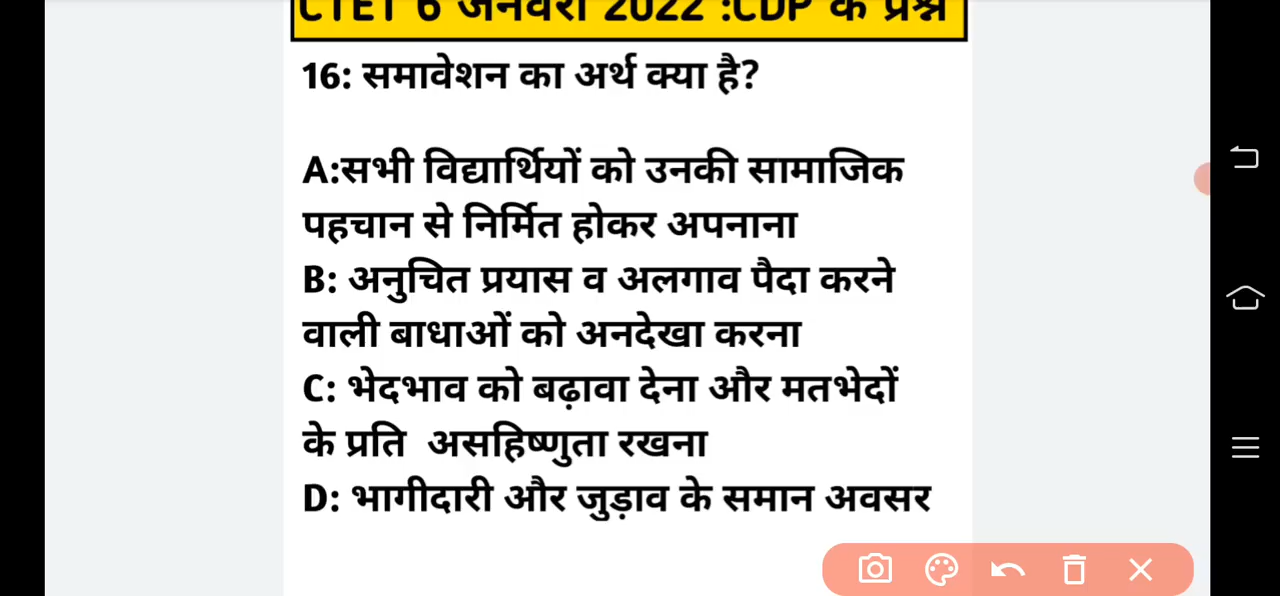 CTET 6 जनवरी 2022 :CDP के प्रश्न
16: समावेशन का अर्थ क्या है?
A:सभी विद्यार्थियों को उनकी सामाजिक
पहचान से निर्मित होकर अपनाना
B: अनुचित प्रयास व अलगाव पैदा करने
वाली बाधाओं को अनदेखा करना
C: भेदभाव को बढ़ावा देना और मतभेदों
के प्रति असहिष्णुता रखना
D: भागीदारी और जुड़ाव के समान अवसर